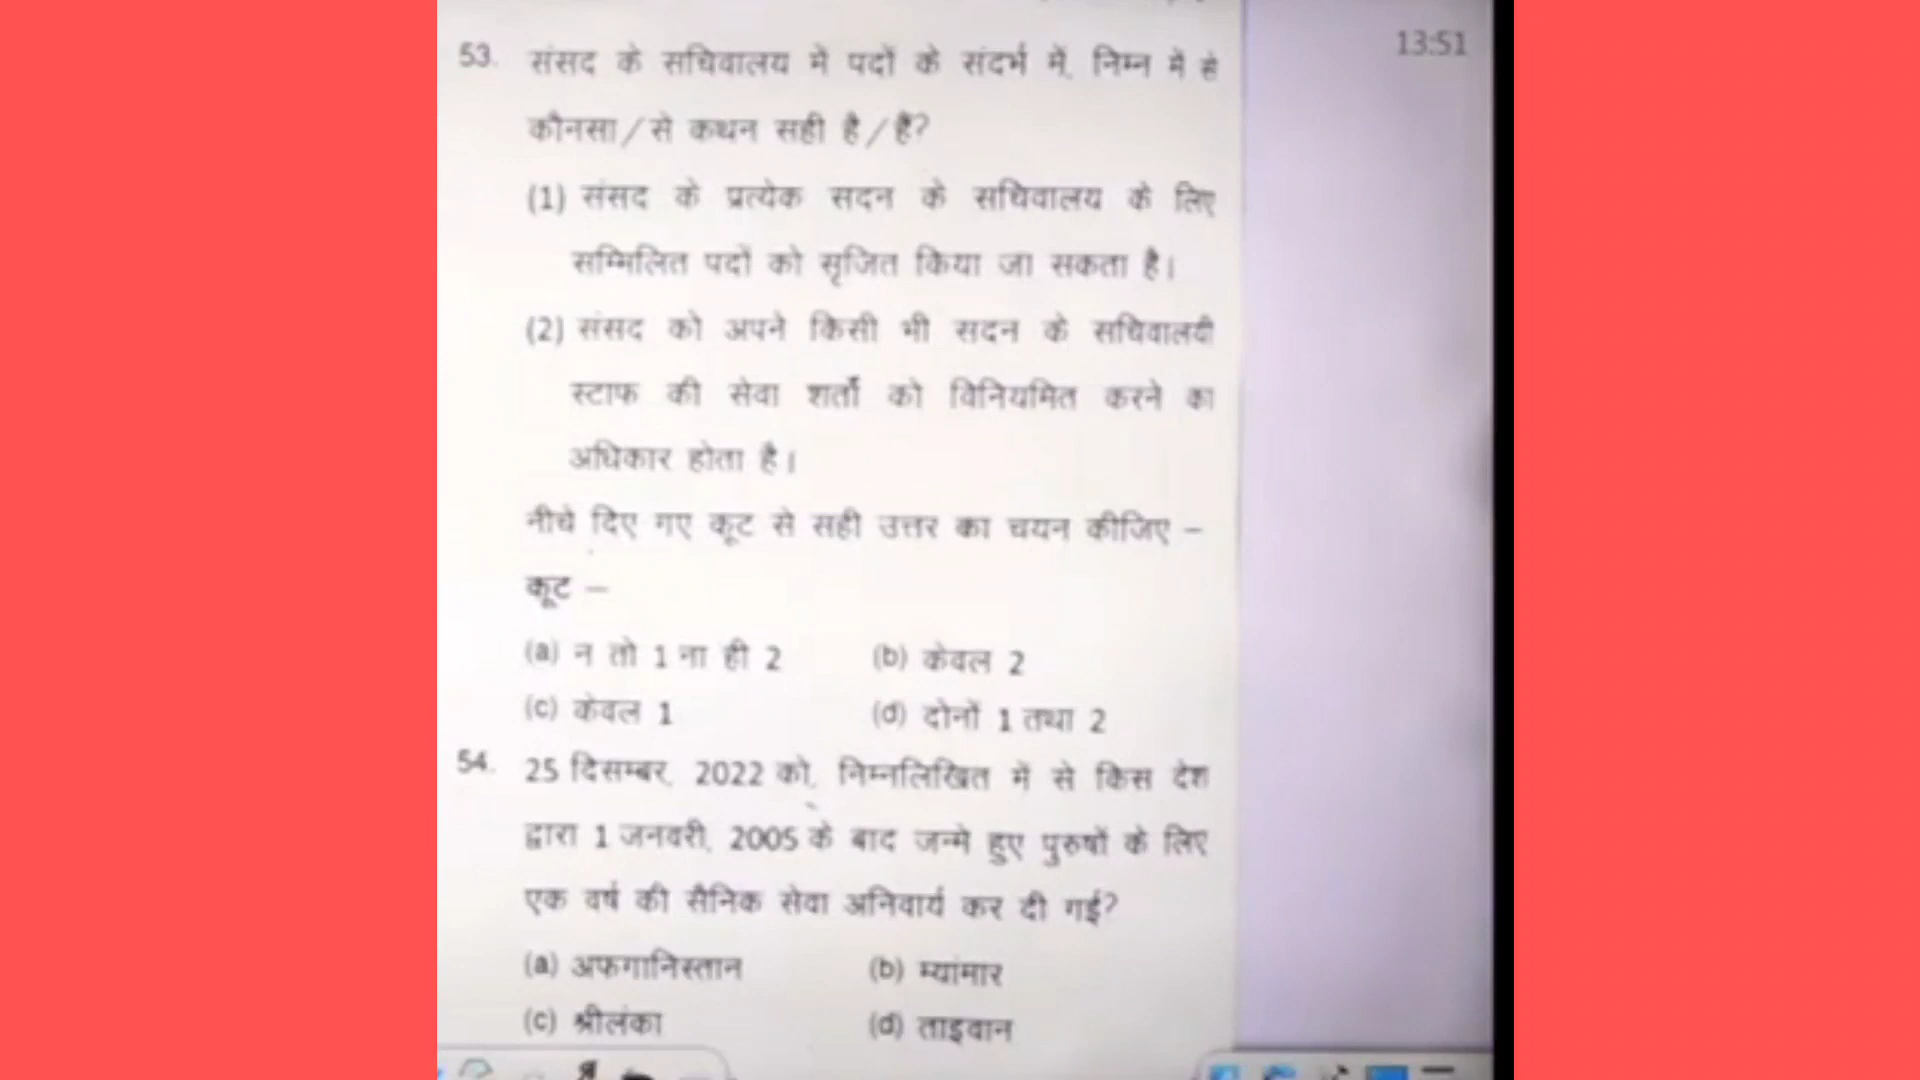 13:51
53. संसद के सचिवालय में पदों के संदर्भ में, निम्न में से
कौनसा/से कथन सही है/हैं?
(1) संसद के प्रत्येक सदन के सचिवालय के लिए
सम्मिलित पदों को सृजित किया जा सकता है।
(2) संसद को अपने किसी भी सदन के सचिवालयी
स्टाफ की सेवा शर्तों को विनियमित करने का
अधिकार होता है।
नीचे दिए गए कूट से सही उत्तर का चयन कीजिए –
कूट –
(a) न तो 1 ना ही 2 (b) केवल 2
(c) केवल 1 (d) दोनों 1 तथा 2
54. 25 दिसम्बर, 2022 को, निम्नलिखित में से किस देश
द्वारा 1 जनवरी, 2005 के बाद जन्मे हुए पुरुषों के लिए
एक वर्ष की सैनिक सेवा अनिवार्य कर दी गई?
(a) अफगानिस्तान (b) म्यांमार
(c) श्रीलंका (d) ताइवान